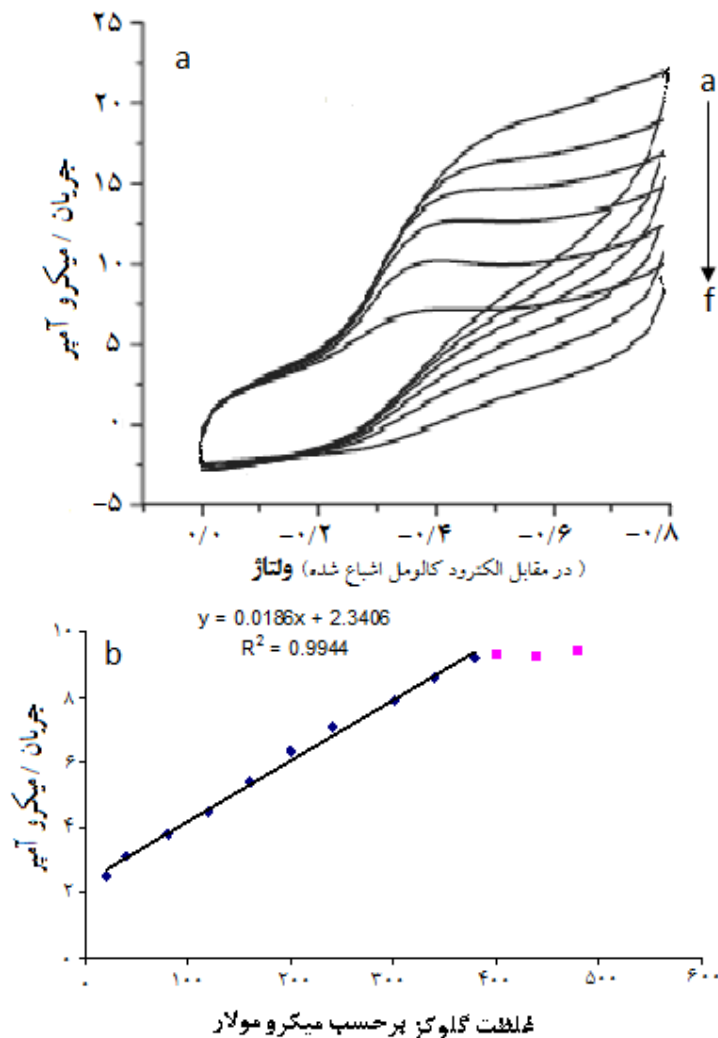 a
۲۵
۲۰
۱۵
۱۰
۵
۰
-۵
جریان / میکرو آمپر
a
f
۰/۰
-۰/۲
-۰/۴
-۰/۶
-۰/۸
ولتاژ (در مقابل الکترود کالومل اشباع شده)
b
y = 0.0186x + 2.3406
R² = 0.9944
۱۰
۸
۶
۴
۲
۰
جریان / میکرو آمپر
۰
۱۰۰
۲۰۰
۳۰۰
۴۰۰
۵۰۰
۶۰۰
غلظت گلوکز برحسب میکرو مولار